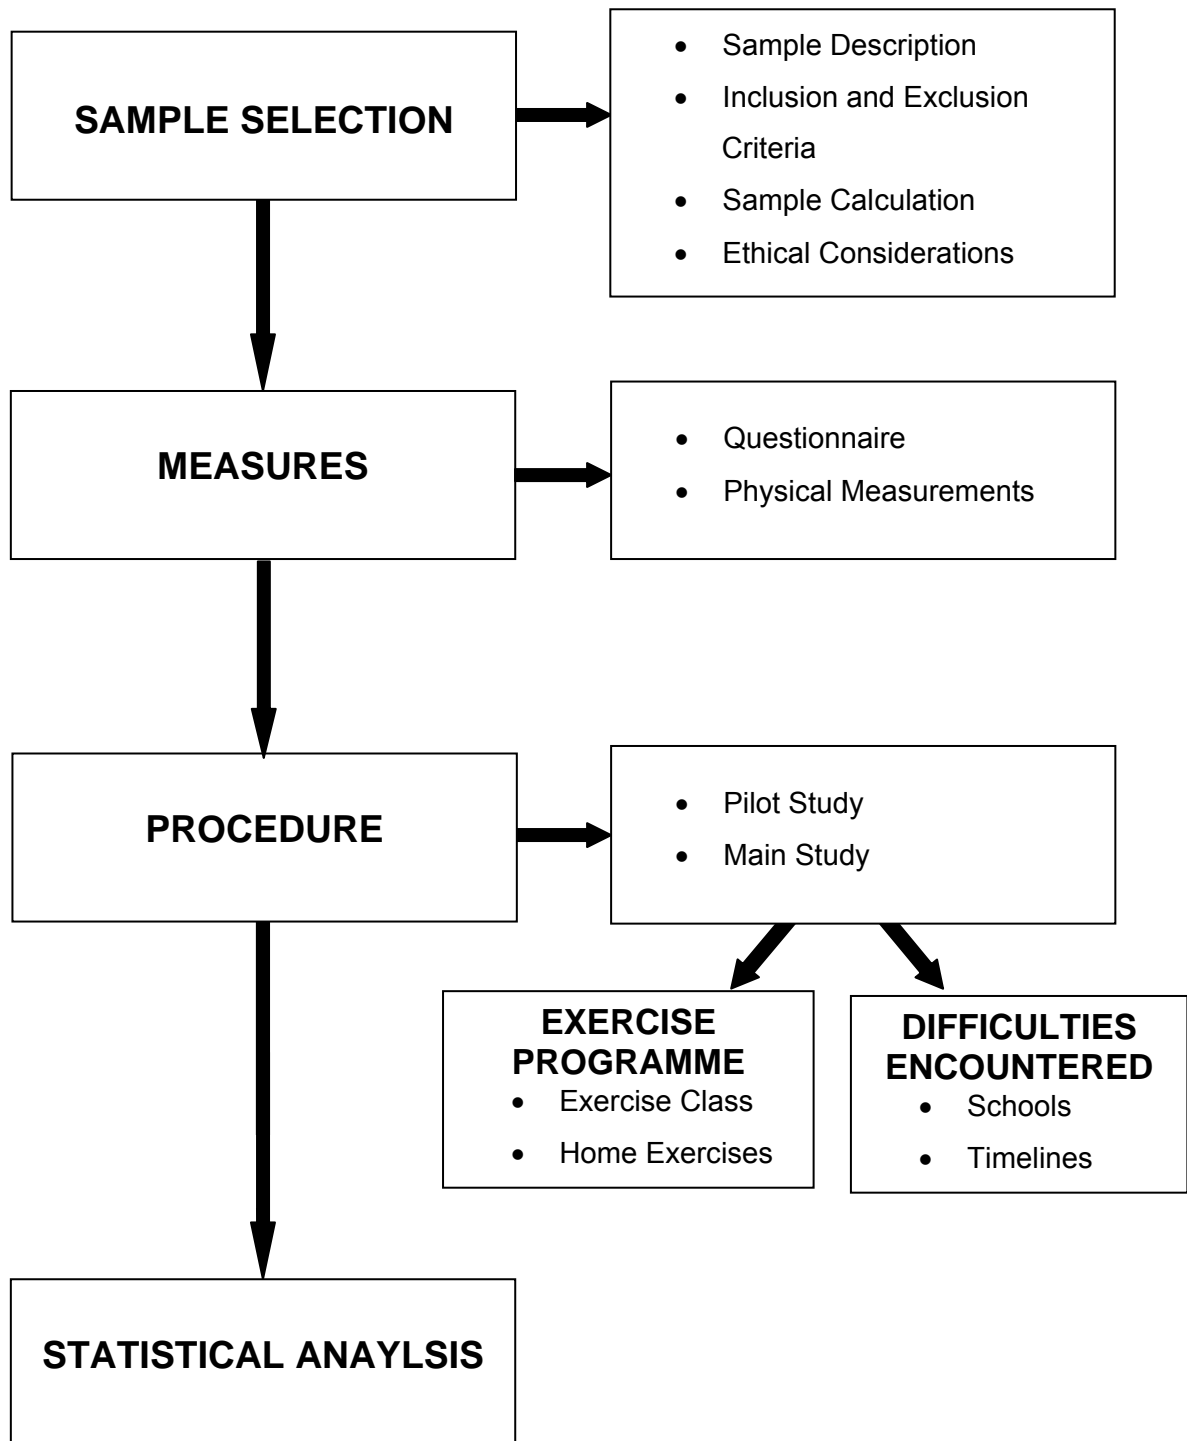 SAMPLE SELECTION
• Sample Description
• Inclusion and Exclusion
Criteria
• Sample Calculation
• Ethical Considerations
MEASURES
• Questionnaire
• Physical Measurements
PROCEDURE
• Pilot Study
• Main Study
EXERCISE
PROGRAMME
• Exercise Class
• Home Exercises
DIFFICULTIES
ENCOUNTERED
• Schools
• Timelines
STATISTICAL ANAYLSIS